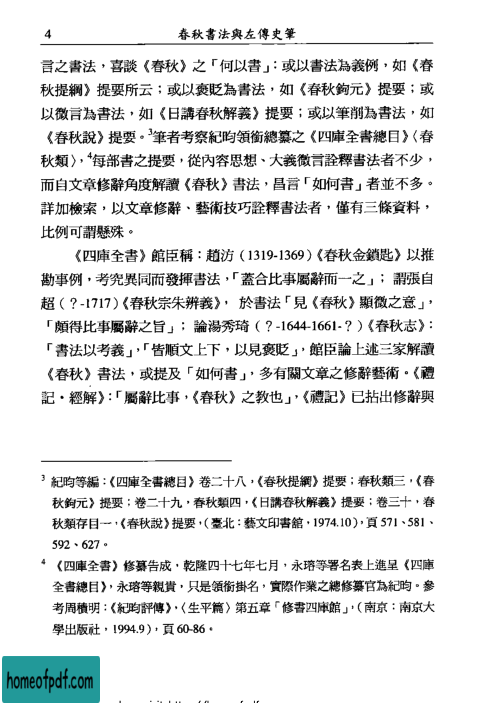 4 春秋書法與左傳史筆
言之書法，喜談《春秋》之「何以書」：或以書法為義例，如《春
秋提綱》提要所云；或以褒貶為書法，如《春秋鉤元》提要；或
以微言為書法，如《日講春秋解義》提要；或以筆削為書法，如
《春秋說》提要。³筆者考察紀昀領銜總纂之《四庫全書總目》〈春
秋類〉，⁴每部書之提要，從內容思想、大義微言詮釋書法者不少，
而自文章修辭角度解讀《春秋》書法，昌言「如何書」者並不多。
詳加檢索，以文章修辭、藝術技巧詮釋書法者，僅有三條資料，
比例可謂懸殊。
《四庫全書》館臣稱：趙汸（1319-1369）《春秋金鎖匙》以推
勘事例，考究異同而發揮書法，「蓋合比事屬辭而一之」；謂張自
超（?-1717）《春秋宗朱辨義》，於書法「見《春秋》顯微之意」，
「頗得比事屬辭之旨」；論湯秀琦（?-1644-1661-?）《春秋志》：
「書法以考義」，「皆順文上下，以見褒貶」，館臣論上述三家解讀
《春秋》書法，或提及「如何書」，多有關文章之修辭藝術。《禮
記‧經解》：「屬辭比事，《春秋》之教也」，《禮記》已拈出修辭與
³ 紀昀等編：《四庫全書總目》卷二十八，《春秋提綱》提要；春秋類三，《春
秋鉤元》提要；卷二十九，春秋類四，《日講春秋解義》提要；卷三十，春
秋類存目一，《春秋說》提要，（臺北：藝文印書館，1974.10），頁 571、581、
592、627。
⁴ 《四庫全書》修纂告成，乾隆四十七年七月，永瑢等署名表上進呈《四庫
全書總目》，永瑢等親貴，只是領銜掛名，實際作業之總修纂官為紀昀。參
考周積明：《紀昀評傳》，〈生平篇〉第五章「修書四庫館」，（南京：南京大
學出版社，1994.9），頁 60-86。
homeofpdf.com